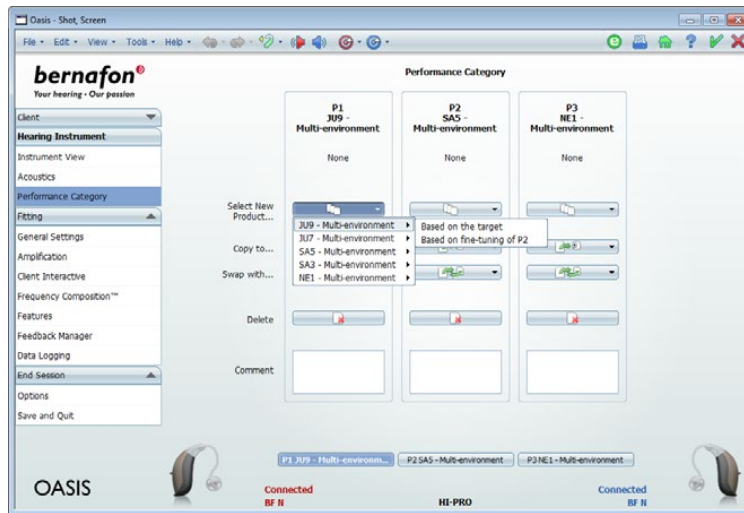 Oasis - Shot, Screen
File Edit View Tools Help
bernafon®
Your hearing • Our passion
Client
Hearing Instrument
Instrument View
Acoustics
Performance Category
Fitting
General Settings
Amplification
Client Interactive
Frequency Composition™
Features
Feedback Manager
Data Logging
End Session
Options
Save and Quit
OASIS
Performance Category
P1
JU9 -
Multi-environment
None
P2
SA5 -
Multi-environment
None
P3
NE1 -
Multi-environment
None
Select New
Product...
JU9 - Multi-environment
JU7 - Multi-environment
SA5 - Multi-environment
SA3 - Multi-environment
NE1 - Multi-environment
Based on the target
Based on fine-tuning of P2
Copy to...
Swap with...
Delete
Comment
P1 JU9 - Multi-environm...
P2 SA5 - Multi-environment
P3 NE1 - Multi-environment
Connected
BF N
HI-PRO
Connected
BF N